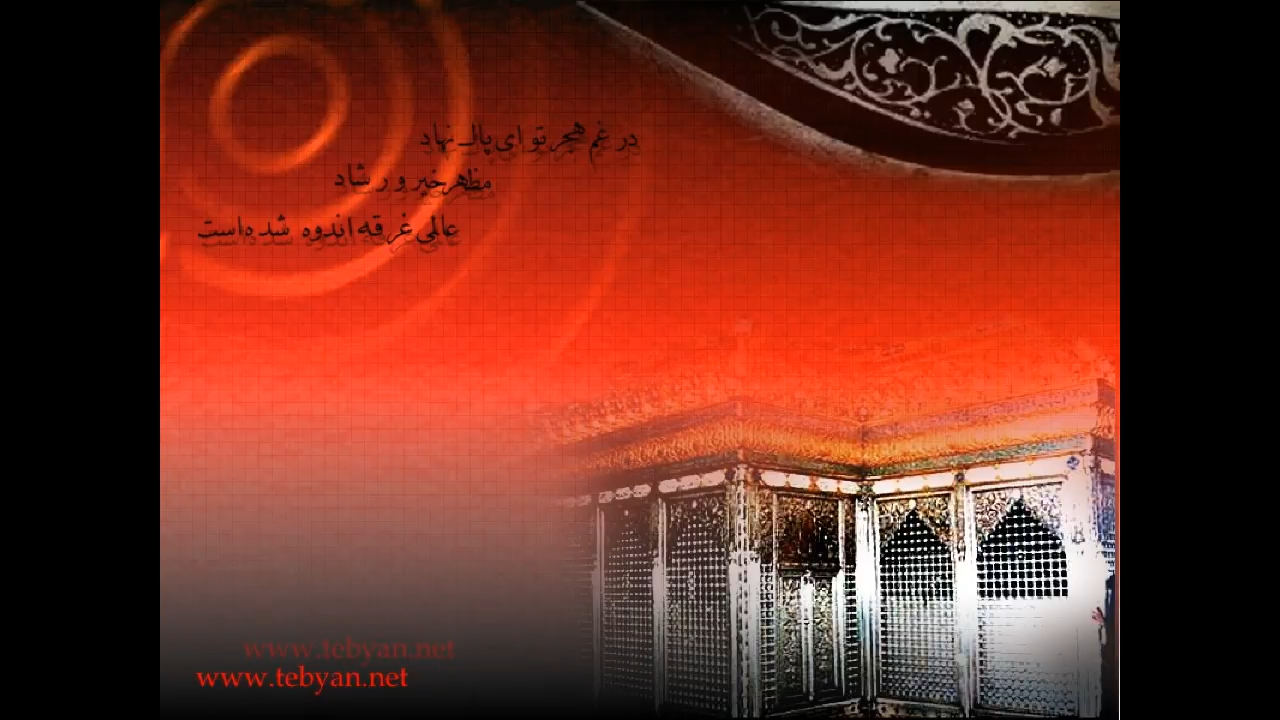 در غم هجر تو ای پاک نهاد
مظهر خیر و رشاد
عالمی غرقه اندوه شده است
www.tebyan.net
www.tebyan.net